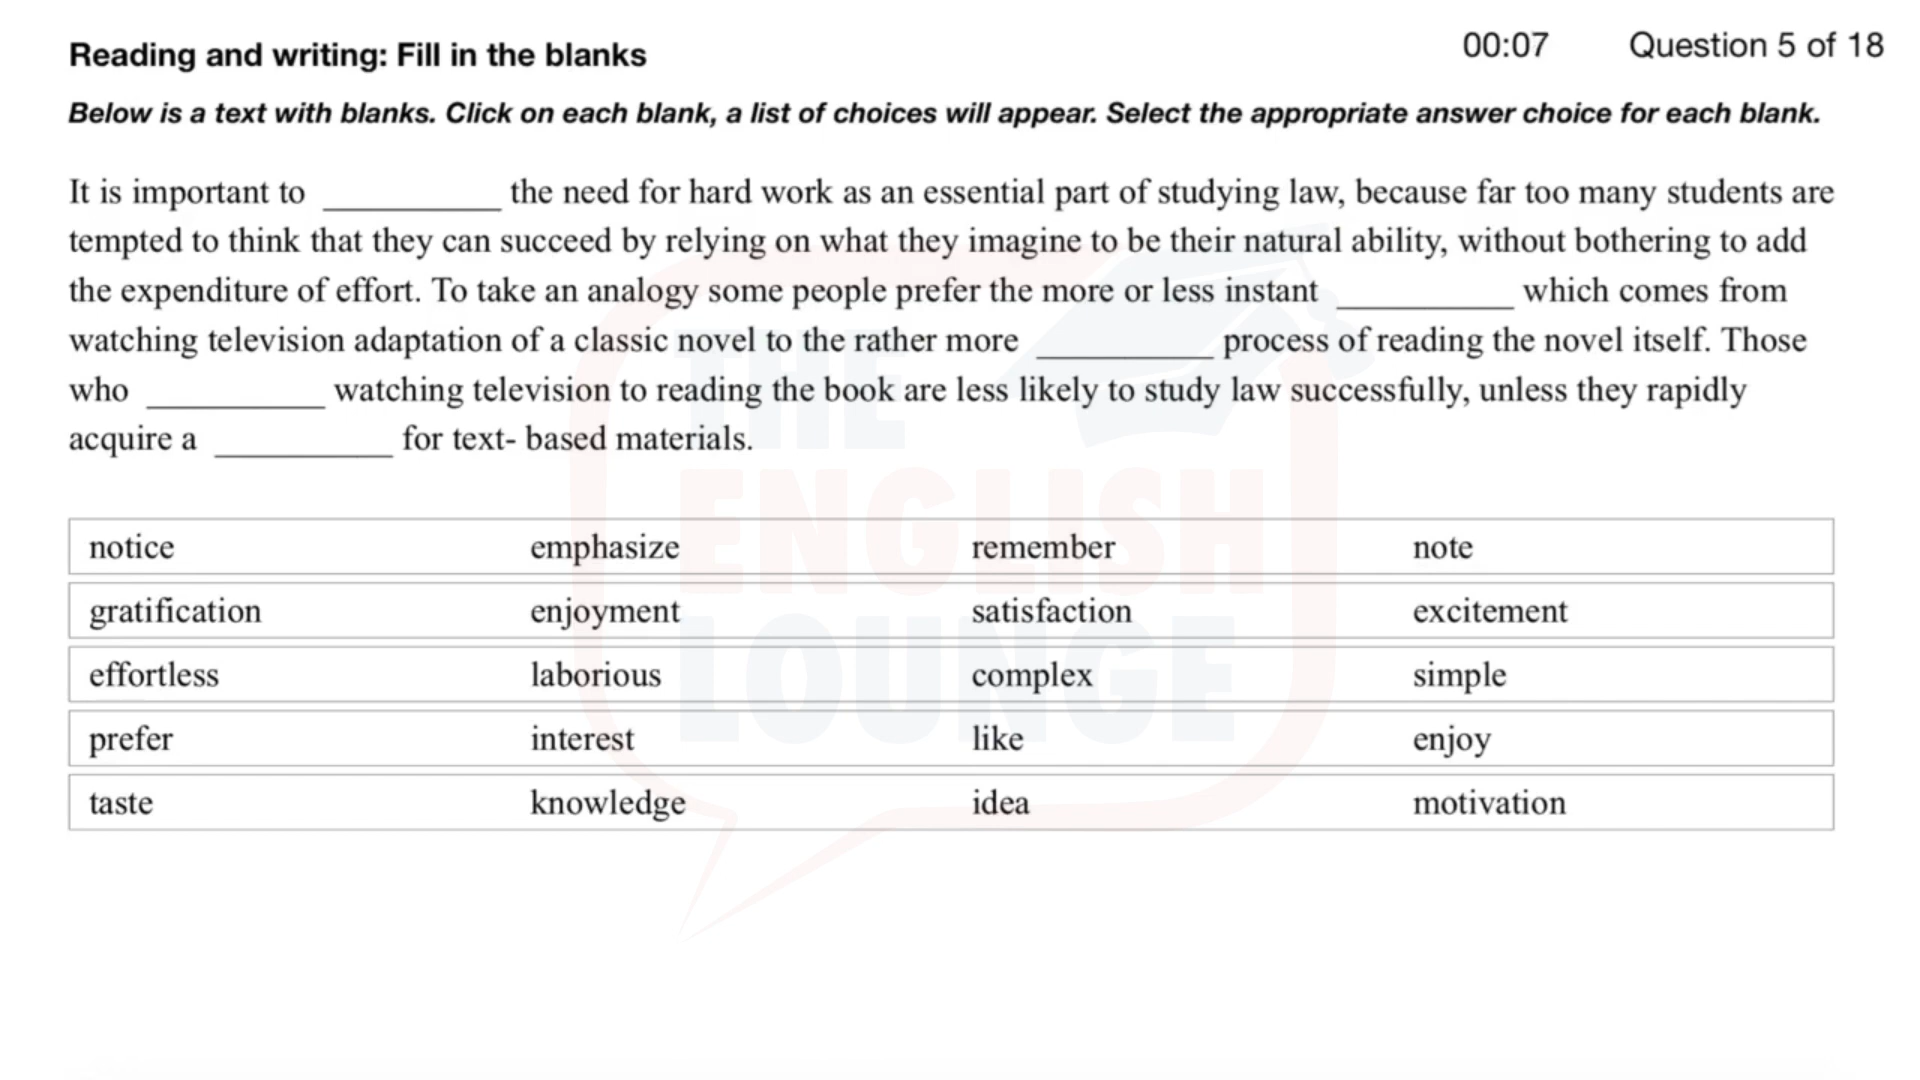 00:07 Question 5 of 18
Reading and writing: Fill in the blanks
Below is a text with blanks. Click on each blank, a list of choices will appear. Select the appropriate answer choice for each blank.
It is important to __________ the need for hard work as an essential part of studying law, because far too many students are
tempted to think that they can succeed by relying on what they imagine to be their natural ability, without bothering to add
the expenditure of effort. To take an analogy some people prefer the more or less instant __________ which comes from
watching television adaptation of a classic novel to the rather more __________ process of reading the novel itself. Those
who __________ watching television to reading the book are less likely to study law successfully, unless they rapidly
acquire a __________ for text- based materials.
THE
ENGLISH
LOUNGE
notice emphasize remember note
gratification enjoyment satisfaction excitement
effortless laborious complex simple
prefer interest like enjoy
taste knowledge idea motivation